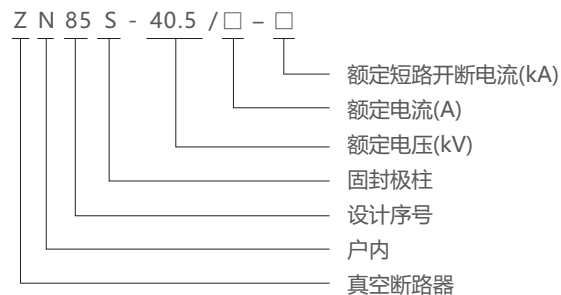 ZN85S-40.5/□-□
额定短路开断电流(kA)
额定电流(A)
额定电压(kV)
固封极柱
设计序号
户内
真空断路器